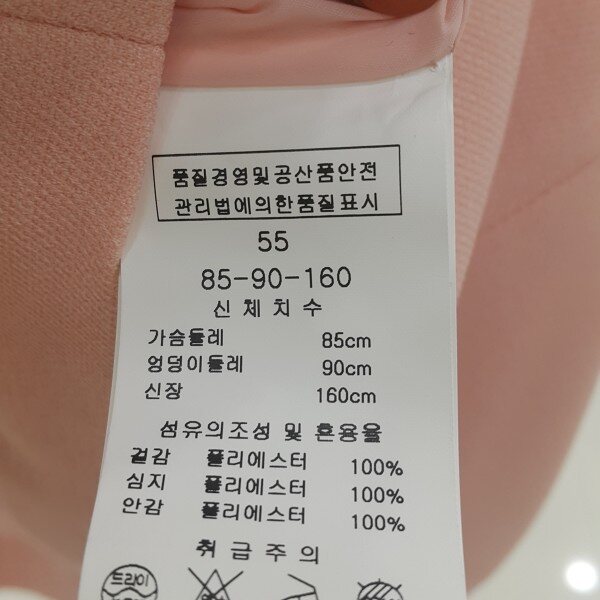 품질경영및공산품안전
관리법에의한품질표시
55
85-90-160
신체치수
가슴둘레 85cm
엉덩이둘레 90cm
신장 160cm
섬유의조성 및 혼용율
겉감 폴리에스터 100%
심지 폴리에스터 100%
안감 폴리에스터 100%
취급주의
드라이